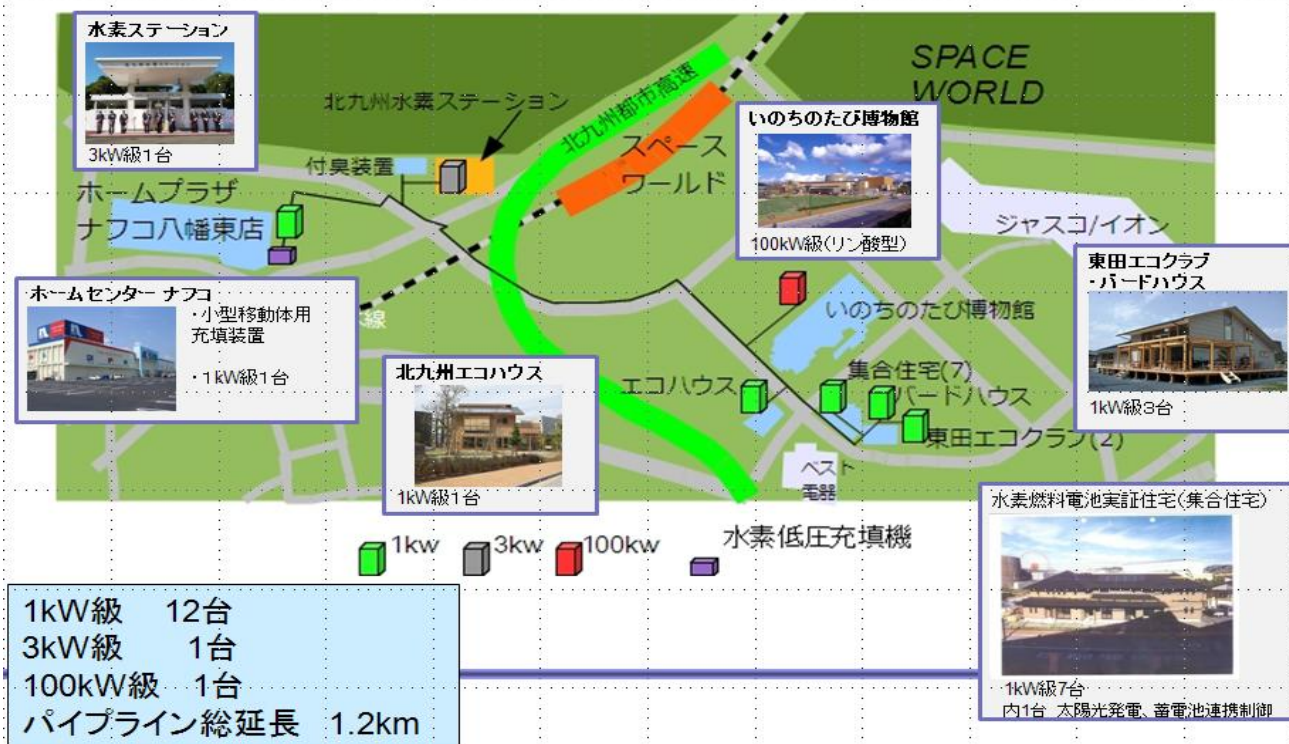 水素ステーション
3kW級1台
北九州水素ステーション
付臭装置
ホームプラザ
ナフコ八幡東店
北九州都市高速
スペース
ワールド
SPACE
WORLD
いのちのたび博物館
100kW級(リン酸型)
ジャスコ/イオン
東田エコクラブ
・バードハウス
1kW級3台
ホームセンター ナフコ
・小型移動体用
充填装置
・1kW級1台
線
北九州エコハウス
1kW級1台
いのちのたび博物館
エコハウス
集合住宅(7)
バードハウス
東田エコクラブ(2)
ベスト
電器
水素燃料電池実証住宅(集合住宅)
1kW級7台
内1台 太陽光発電、蓄電池連携制御
1kw
3kw
100kw
水素低圧充填機
1kW級 12台
3kW級 1台
100kW級 1台
パイプライン総延長 1.2km